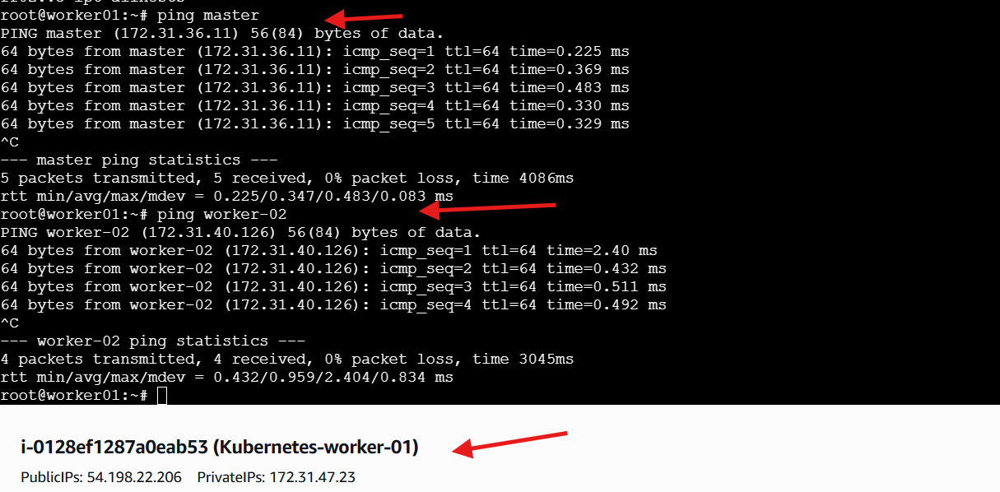 root@worker01:~# ping master
PING master (172.31.36.11) 56(84) bytes of data.
64 bytes from master (172.31.36.11): icmp_seq=1 ttl=64 time=0.225 ms
64 bytes from master (172.31.36.11): icmp_seq=2 ttl=64 time=0.369 ms
64 bytes from master (172.31.36.11): icmp_seq=3 ttl=64 time=0.483 ms
64 bytes from master (172.31.36.11): icmp_seq=4 ttl=64 time=0.330 ms
64 bytes from master (172.31.36.11): icmp_seq=5 ttl=64 time=0.329 ms
^C
--- master ping statistics ---
5 packets transmitted, 5 received, 0% packet loss, time 4086ms
rtt min/avg/max/mdev = 0.225/0.347/0.483/0.083 ms
root@worker01:~# ping worker-02
PING worker-02 (172.31.40.126) 56(84) bytes of data.
64 bytes from worker-02 (172.31.40.126): icmp_seq=1 ttl=64 time=2.40 ms
64 bytes from worker-02 (172.31.40.126): icmp_seq=2 ttl=64 time=0.432 ms
64 bytes from worker-02 (172.31.40.126): icmp_seq=3 ttl=64 time=0.511 ms
64 bytes from worker-02 (172.31.40.126): icmp_seq=4 ttl=64 time=0.492 ms
^C
--- worker-02 ping statistics ---
4 packets transmitted, 4 received, 0% packet loss, time 3045ms
rtt min/avg/max/mdev = 0.432/0.959/2.404/0.834 ms
root@worker01:~#
i-0128ef1287a0eab53 (Kubernetes-worker-01)
PublicIPs: 54.198.22.206 PrivateIPs: 172.31.47.23